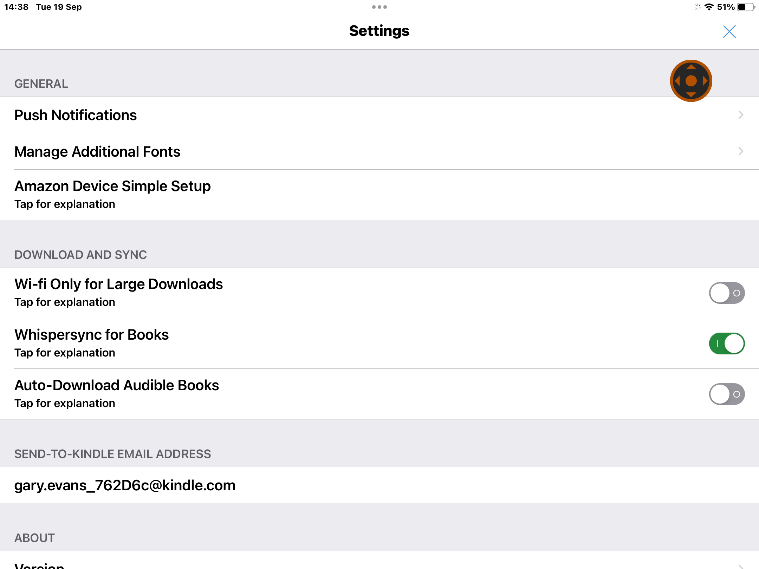 14:38 Tue 19 Sep
51%
Settings
GENERAL
Push Notifications
Manage Additional Fonts
Amazon Device Simple Setup
Tap for explanation
DOWNLOAD AND SYNC
Wi-fi Only for Large Downloads
Tap for explanation
Whispersync for Books
Tap for explanation
Auto-Download Audible Books
Tap for explanation
SEND-TO-KINDLE EMAIL ADDRESS
gary.evans_762D6c@kindle.com
ABOUT
Version